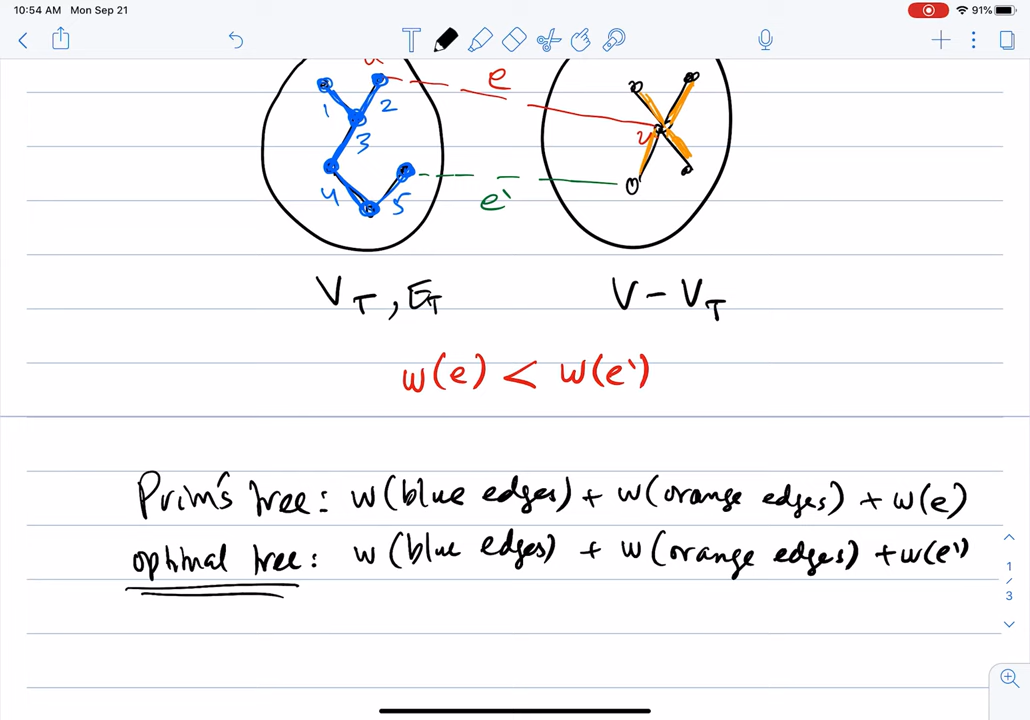 10:54 AM Mon Sep 21
91%
T
u
e
1
2
3
4
5
v
e'
V_T, E_T
V - V_T
w(e) < w(e')
Prim's tree: w(blue edges) + w(orange edges) + w(e)
optimal tree: w(blue edges) + w(orange edges) + w(e')
1
/
3